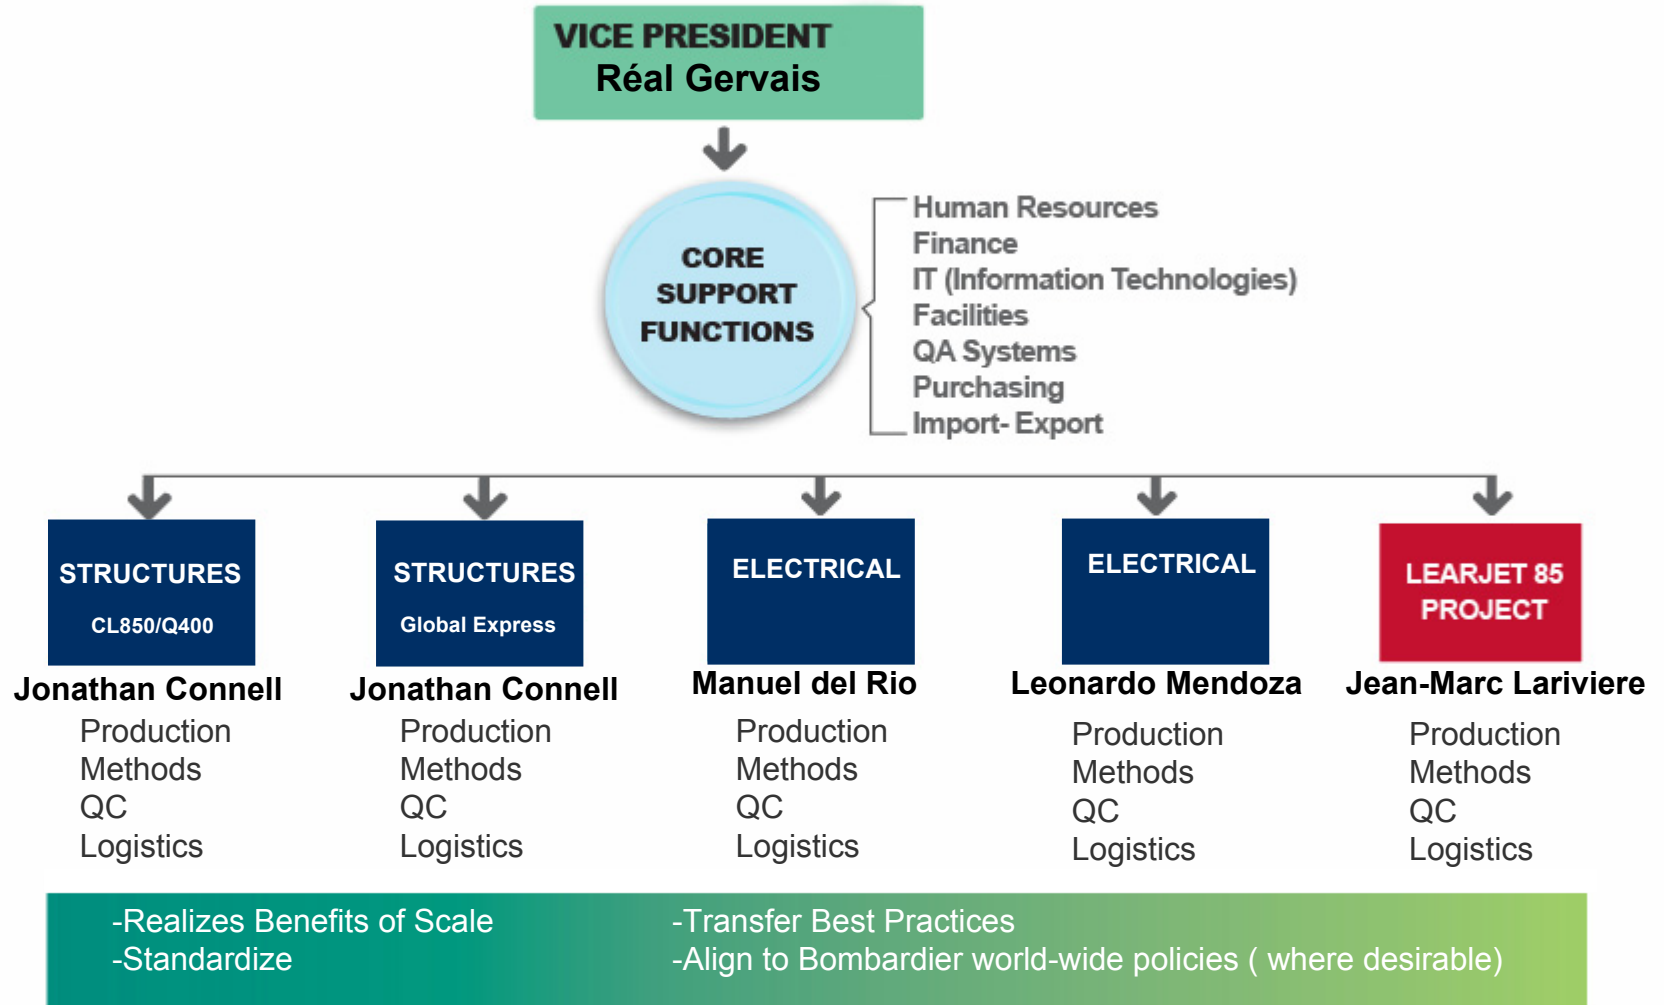 VICE PRESIDENT
Réal Gervais
CORE
SUPPORT
FUNCTIONS
Human Resources
Finance
IT (Information Technologies)
Facilities
QA Systems
Purchasing
Import- Export
STRUCTURES
CL850/Q400
Jonathan Connell
Production
Methods
QC
Logistics
STRUCTURES
Global Express
Jonathan Connell
Production
Methods
QC
Logistics
ELECTRICAL
Manuel del Rio
Production
Methods
QC
Logistics
ELECTRICAL
Leonardo Mendoza
Production
Methods
QC
Logistics
LEARJET 85
PROJECT
Jean-Marc Lariviere
Production
Methods
QC
Logistics
-Realizes Benefits of Scale
-Standardize
-Transfer Best Practices
-Align to Bombardier world-wide policies ( where desirable)